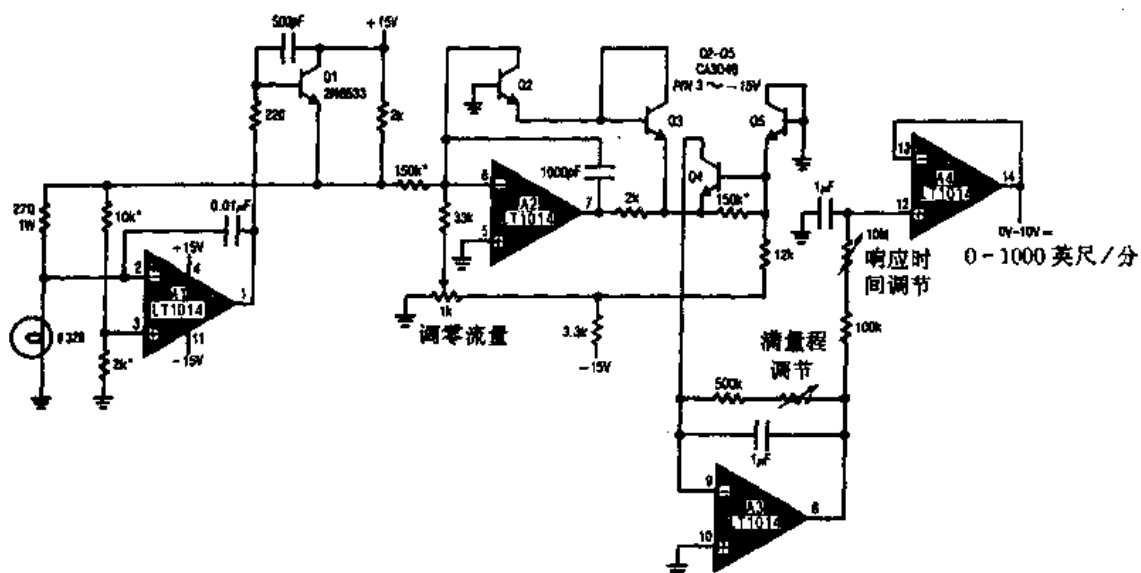 500pF
+15V
Q1
2N6533
220
2k
Q2
Q2-Q5
CA3046
PIN 3 ~ -15V
Q3
Q5
Q4
150k*
33k
1000pF
6
5
A2
LT1014
7
2k
150k*
12k
1μF
13
12
A4
LT1014
14
0V-10V=
0-1000 英尺/分
10M
响应时
间调节
100k
27Ω
1W
10k*
0.01μF
+15V
4
2
3
A1
LT1014
1
11
-15V
2k*
#328
1k
调零流量
3.3k
-15V
满量程
调节
500k
1μF
9
10
A3
LT1014
8